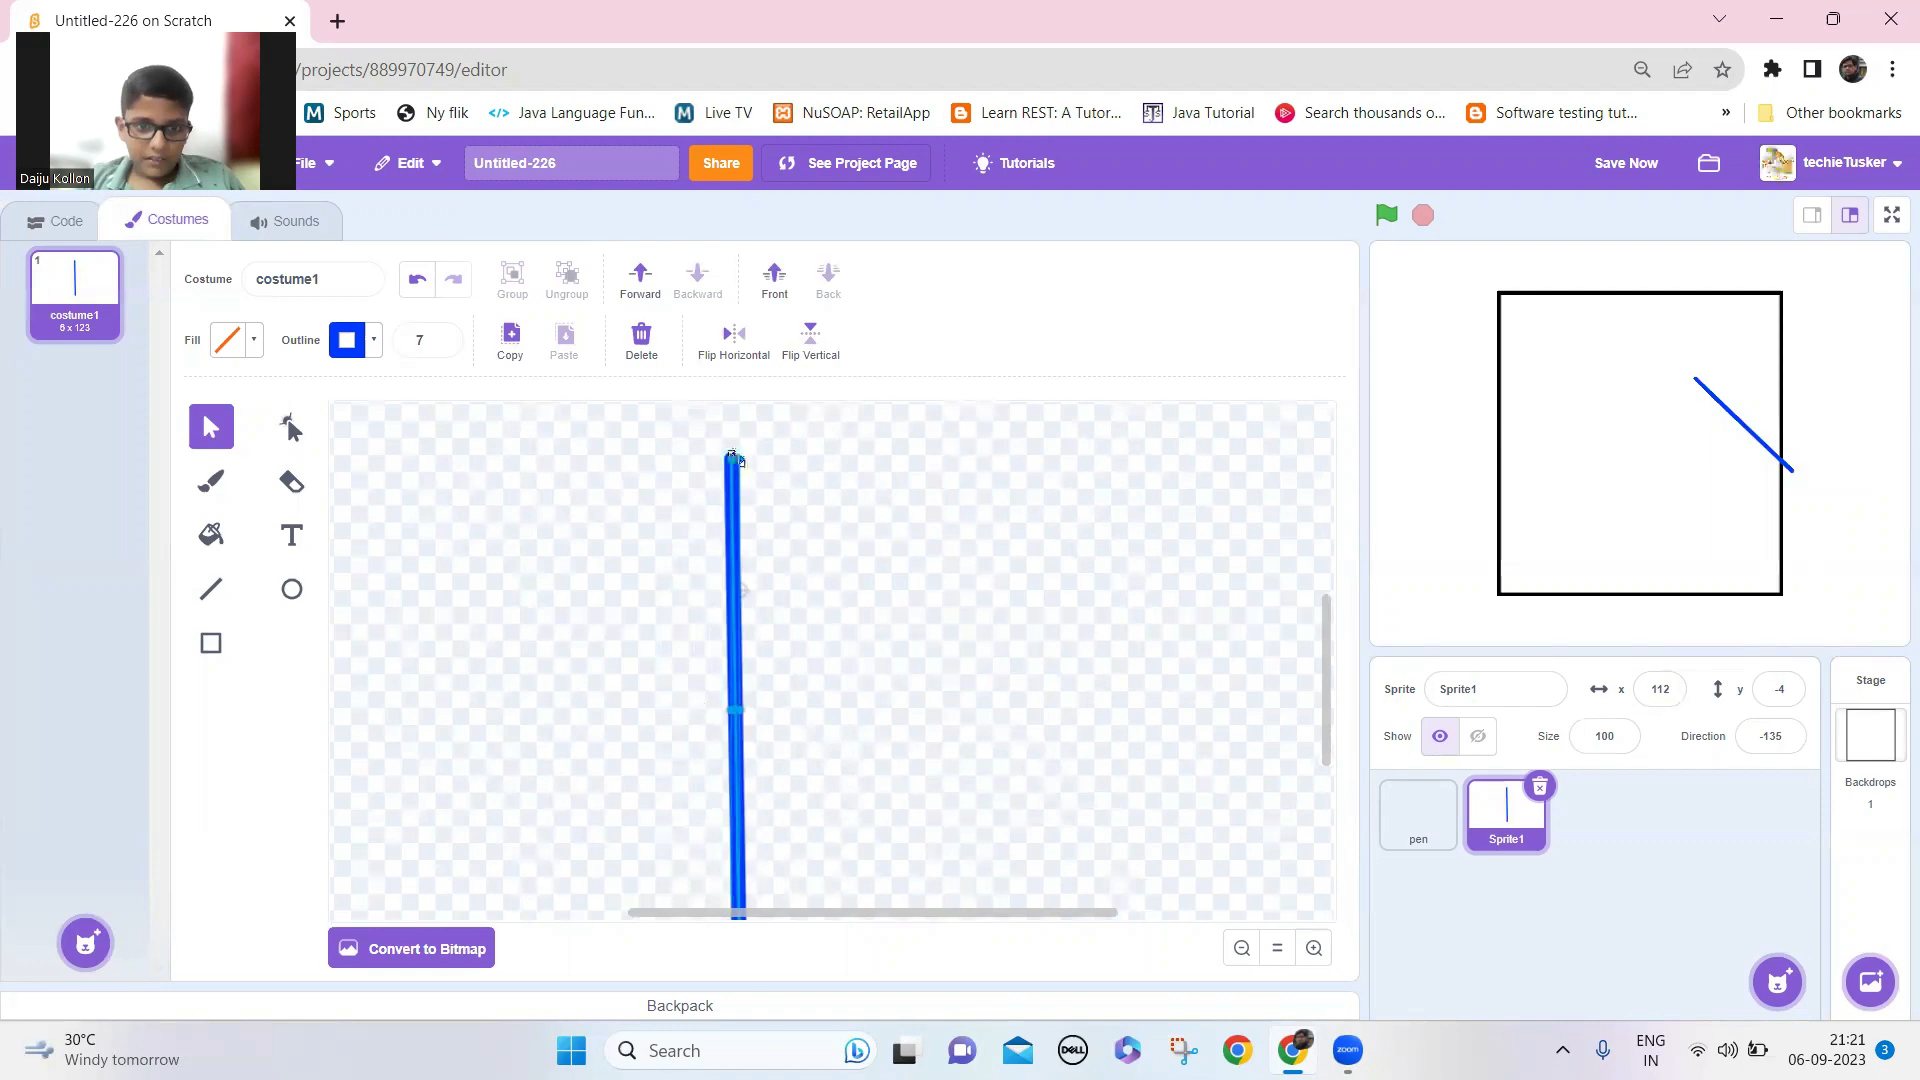 Untitled-226 on Scratch
/projects/889970749/editor
Sports
Ny flik
Java Language Fun...
Live TV
NuSOAP: RetailApp
Learn REST: A Tutor...
Java Tutorial
Search thousands o...
Software testing tut...
»
Other bookmarks
Daiju Kollon
File
Edit
Untitled-226
Share
See Project Page
Tutorials
Save Now
techieTusker
Code
Costumes
Sounds
1
costume1
6 x 123
Costume
costume1
Group
Ungroup
Forward
Backward
Front
Back
Fill
Outline
7
Copy
Paste
Delete
Flip Horizontal
Flip Vertical
T
Convert to Bitmap
Backpack
Sprite
Sprite1
x
112
y
-4
Show
Size
100
Direction
-135
pen
Sprite1
Stage
Backdrops
1
30°C
Windy tomorrow
Search
DELL
zoom
ENG
IN
21:21
06-09-2023
3